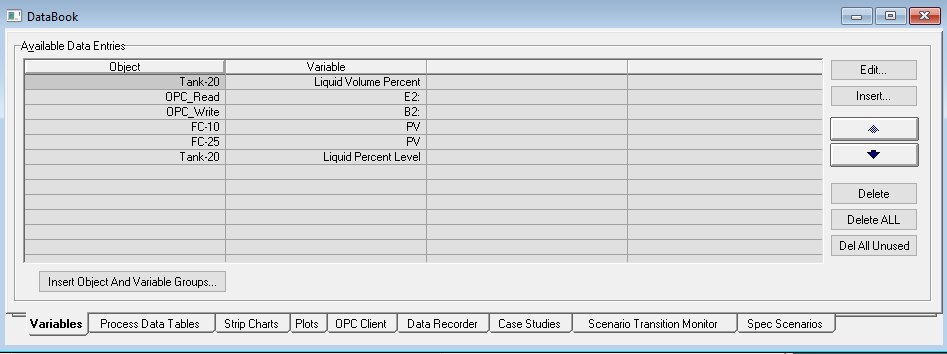 DataBook
Available Data Entries
Object Variable
Tank-20 Liquid Volume Percent
OPC_Read E2:
OPC_Write B2:
FC-10 PV
FC-25 PV
Tank-20 Liquid Percent Level
Edit...
Insert...
Delete
Delete ALL
Del All Unused
Insert Object And Variable Groups...
Variables Process Data Tables Strip Charts Plots OPC Client Data Recorder Case Studies Scenario Transition Monitor Spec Scenarios